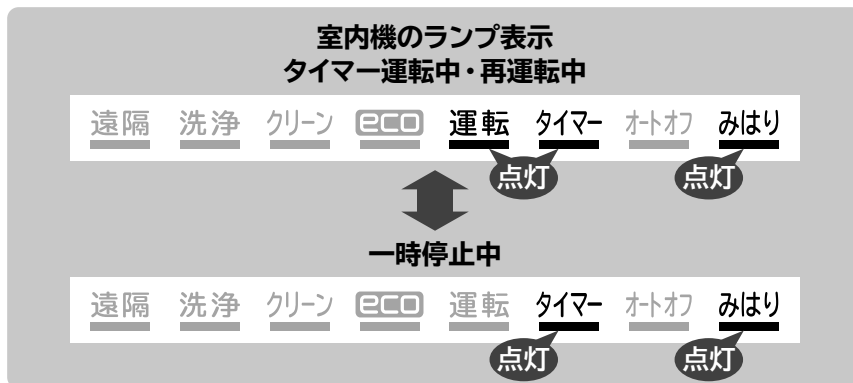 室内機のランプ表示
タイマー運転中・再運転中
遠隔 洗浄 クリーン eco 運転 タイマー オートオフ みはり
点灯 点灯
一時停止中
遠隔 洗浄 クリーン eco 運転 タイマー オートオフ みはり
点灯 点灯